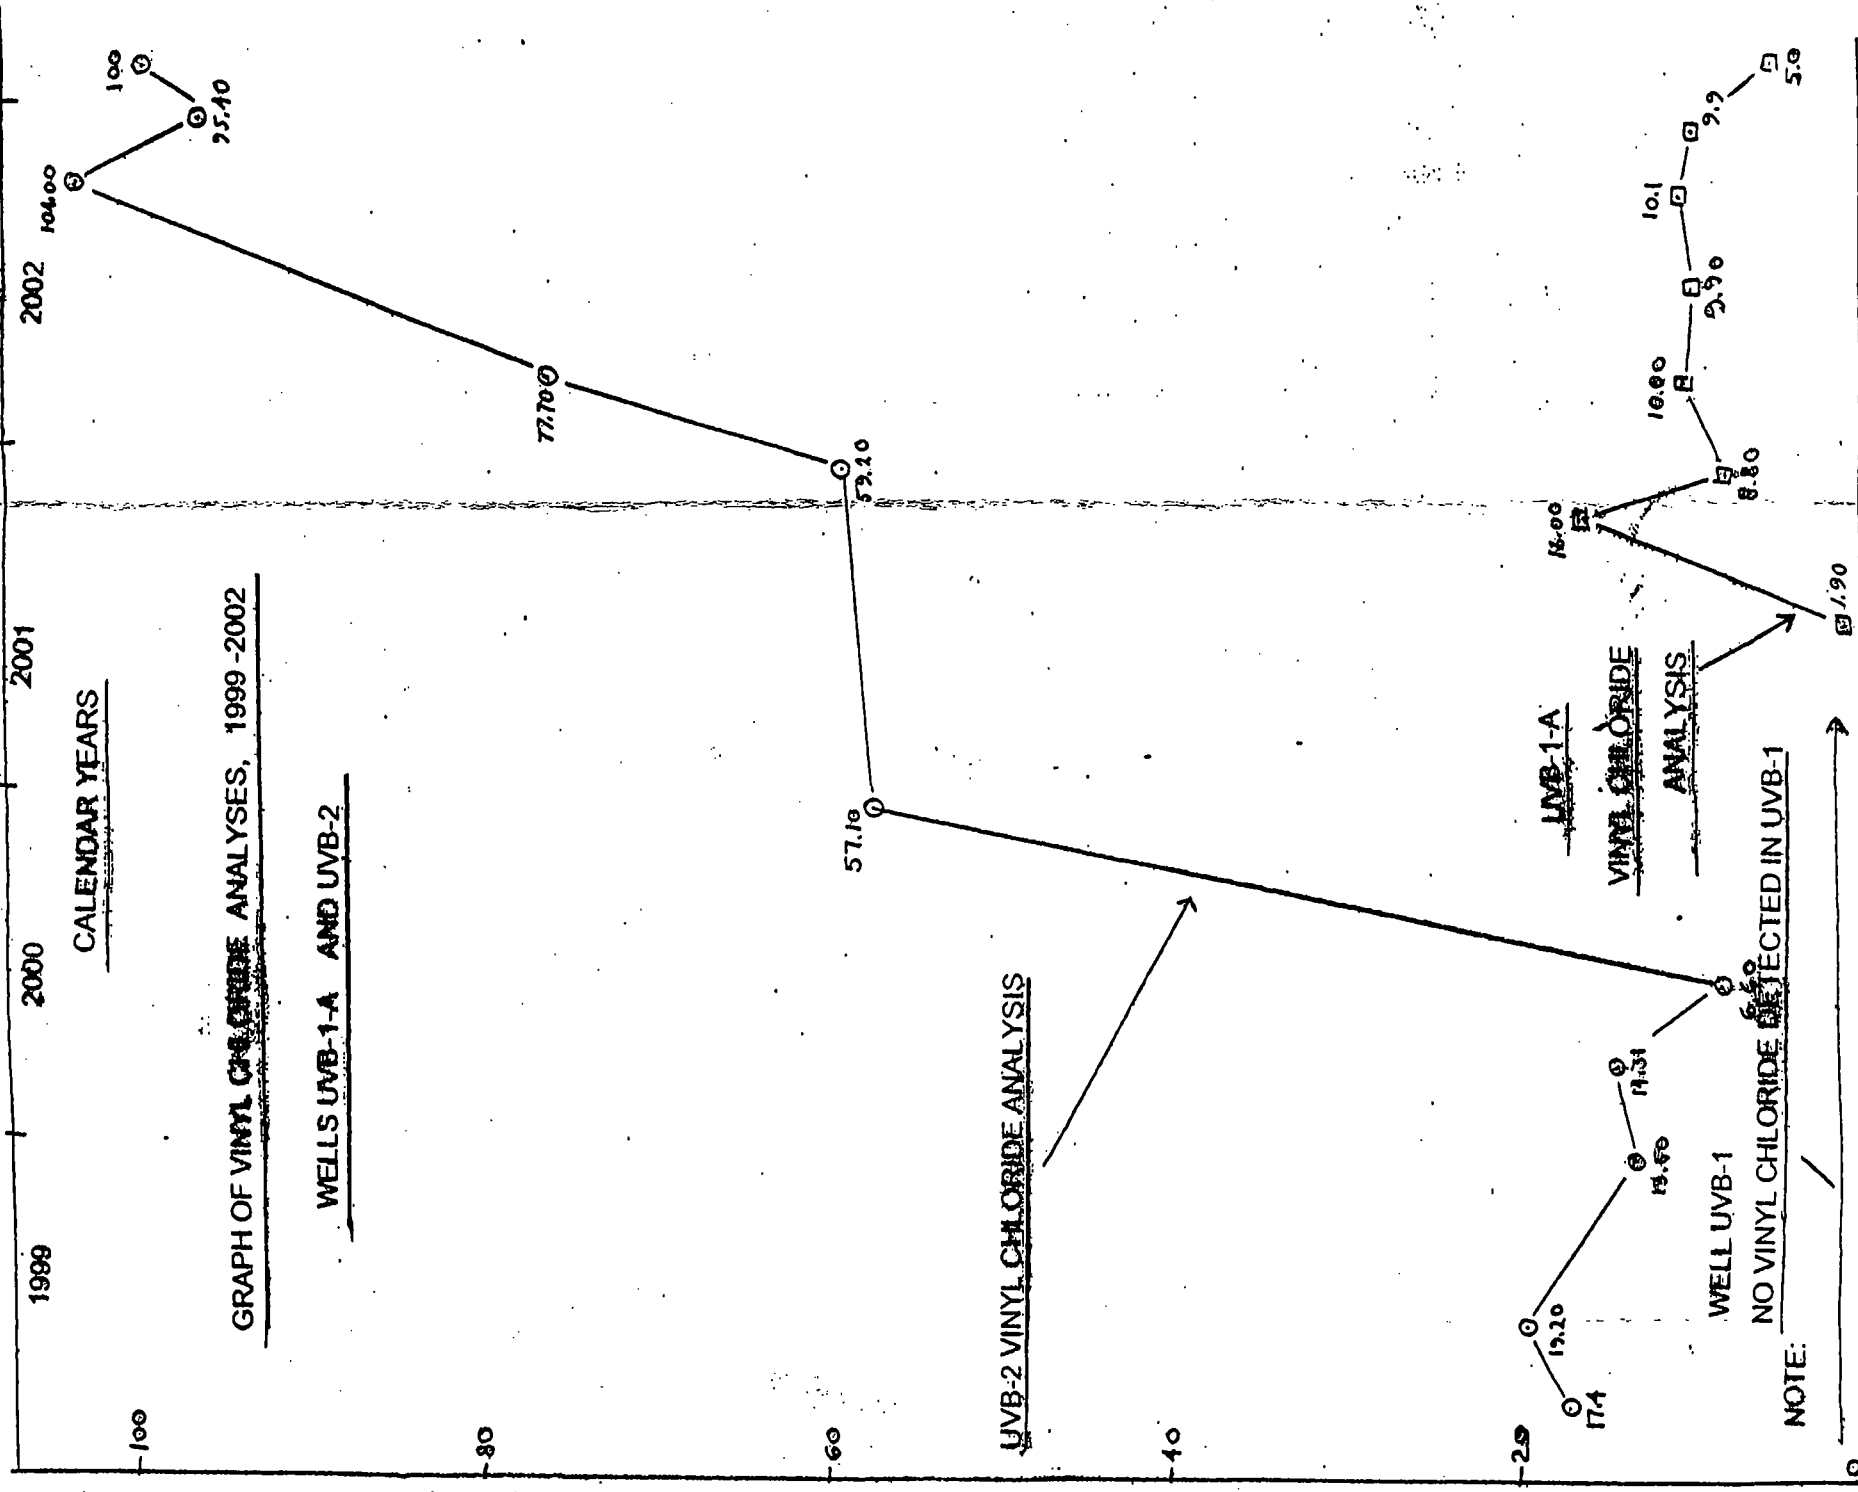 1999
2000
2001
2002
CALENDAR YEARS
GRAPH OF VINYL CHLORIDE ANALYSES, 1999-2002
WELLS UVB-1-A AND UVB-2
100
80
60
40
20
0
17.4
19.20
13.60
14.31
6.60
57.10
59.20
77.70
104.00
95.40
100
UVB-2 VINYL CHLORIDE ANALYSIS
UVB-1-A
VINYL CHLORIDE
ANALYSIS
1.90
16.00
8.80
10.00
9.90
10.1
9.9
5.0
WELL UVB-1
NO VINYL CHLORIDE DETECTED IN UVB-1
NOTE: